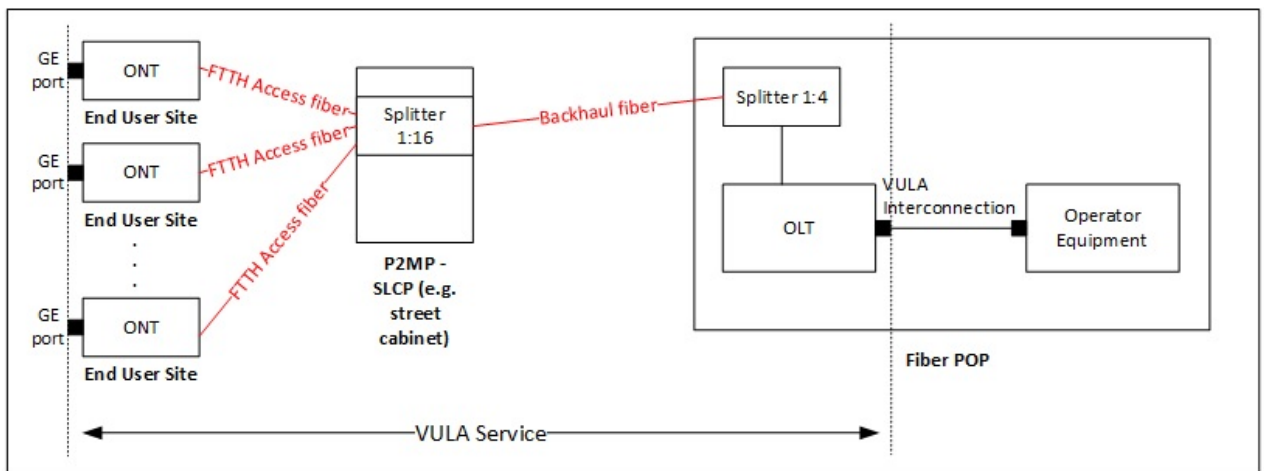 GE
port
ONT
End User Site
FTTH Access fiber
GE
port
ONT
End User Site
FTTH Access fiber
GE
port
ONT
End User Site
FTTH Access fiber
Splitter
1:16
P2MP -
SLCP (e.g.
street
cabinet)
Backhaul fiber
Splitter 1:4
OLT
VULA
Interconnection
Operator
Equipment
Fiber POP
VULA Service